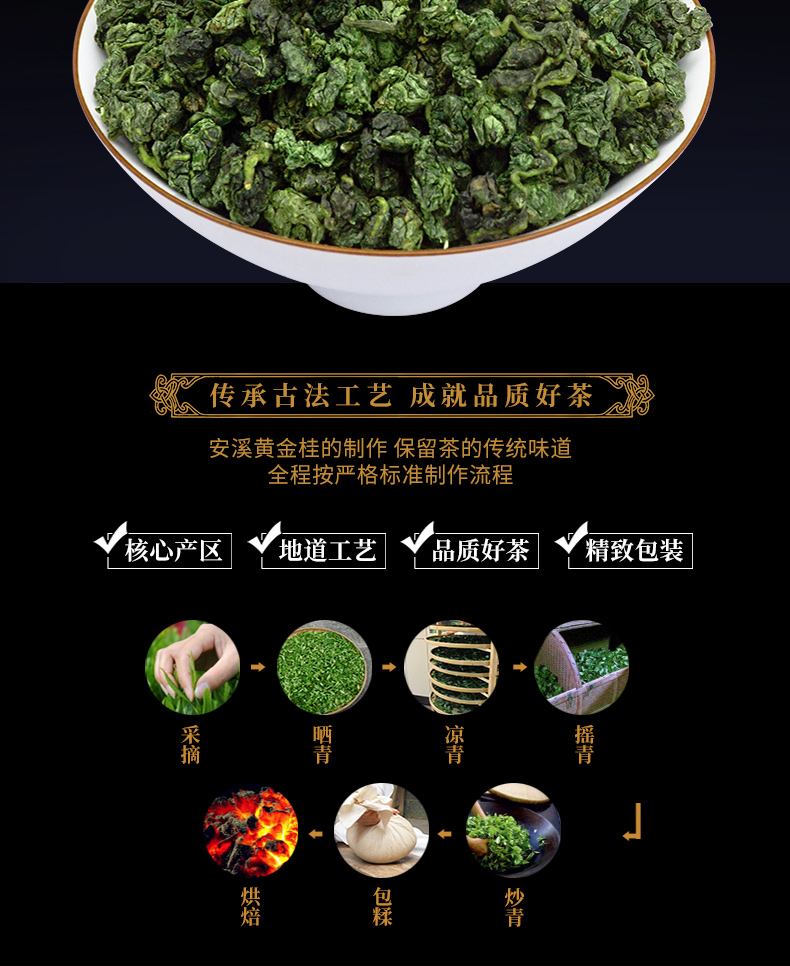 传承古法工艺 成就品质好茶
安溪黄金桂的制作 保留茶的传统味道
全程按严格标准制作流程
核心产区 地道工艺 品质好茶 精致包装
采摘 晒青 凉青 摇青
烘焙 包糅 炒青